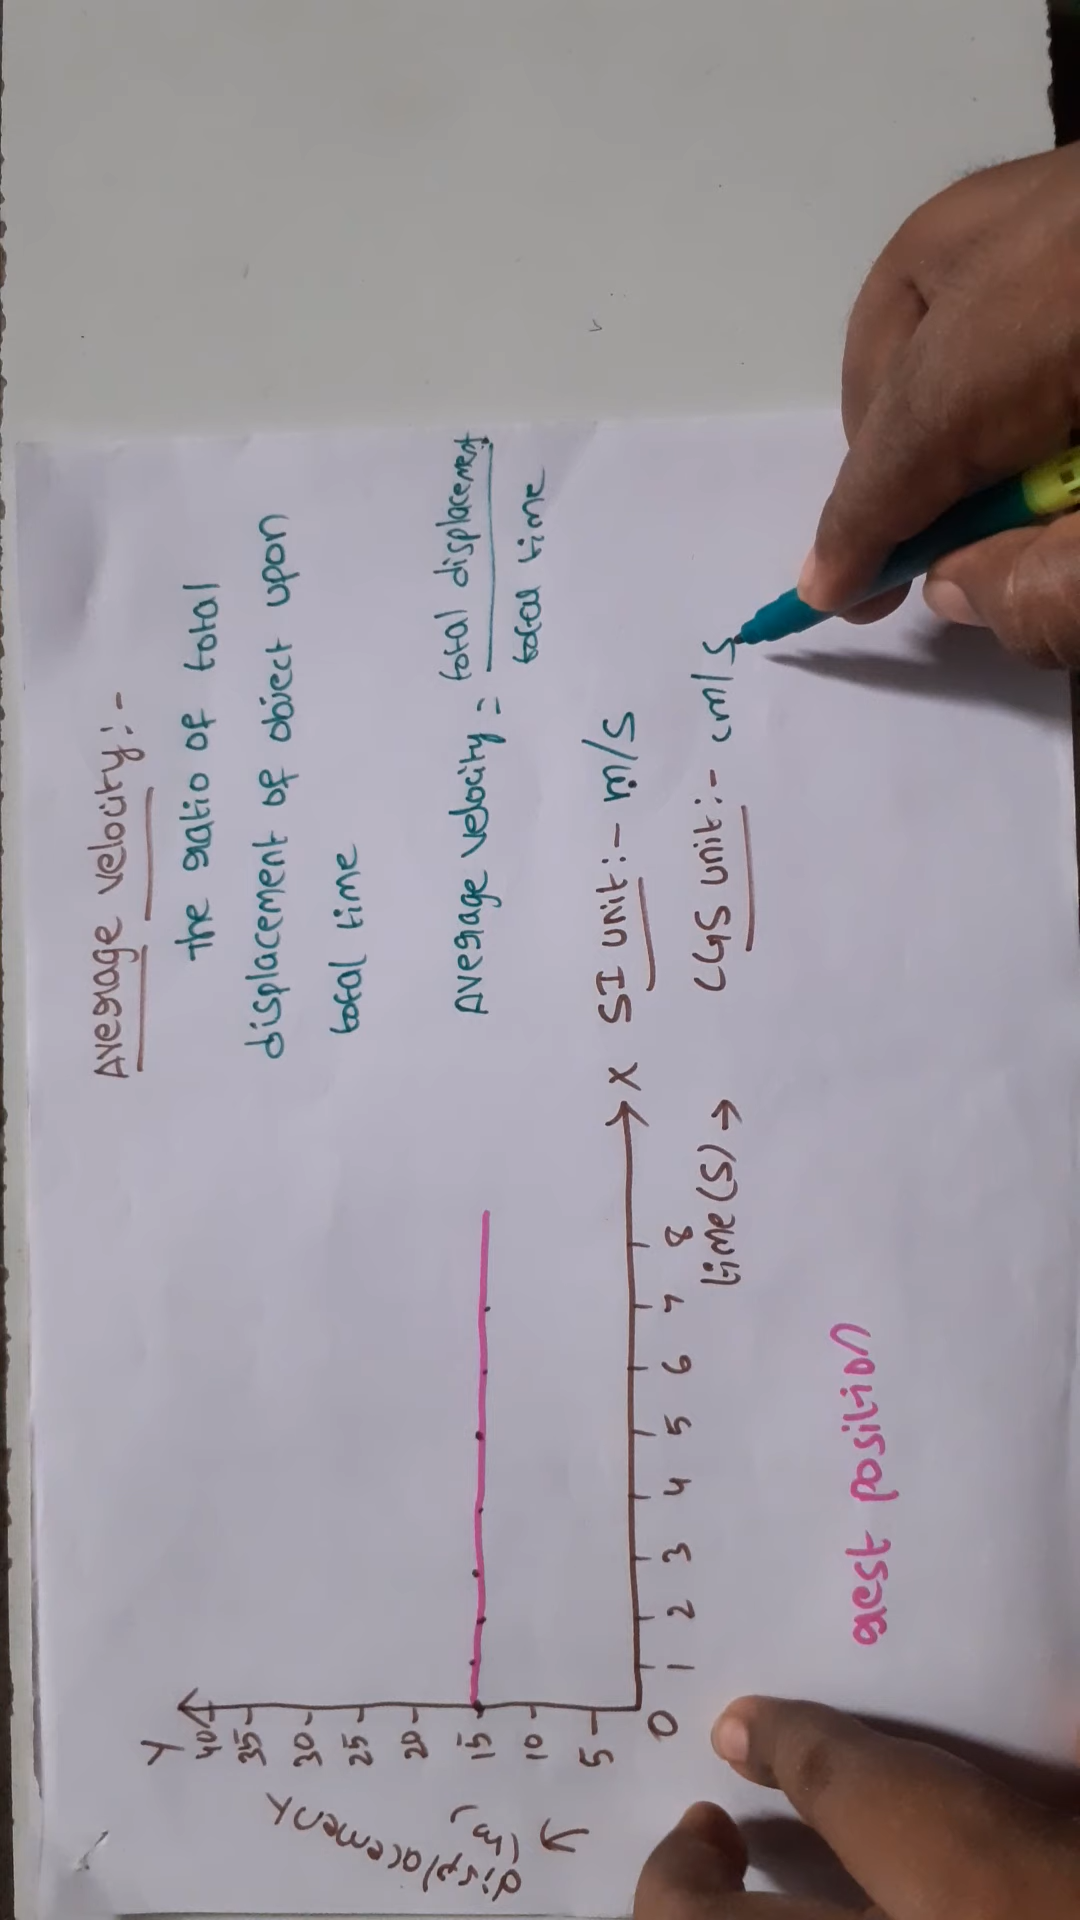 Average velocity:-
the ratio of total
displacement of object upon
total time
Average velocity = total displacement
total time
SI unit:- m/s
CGS unit:- cm/s
Y
40
35
30
25
20
15
10
5
0
displacement
(m)
1 2 3 4 5 6 7 8
X
time(s) →
rest position